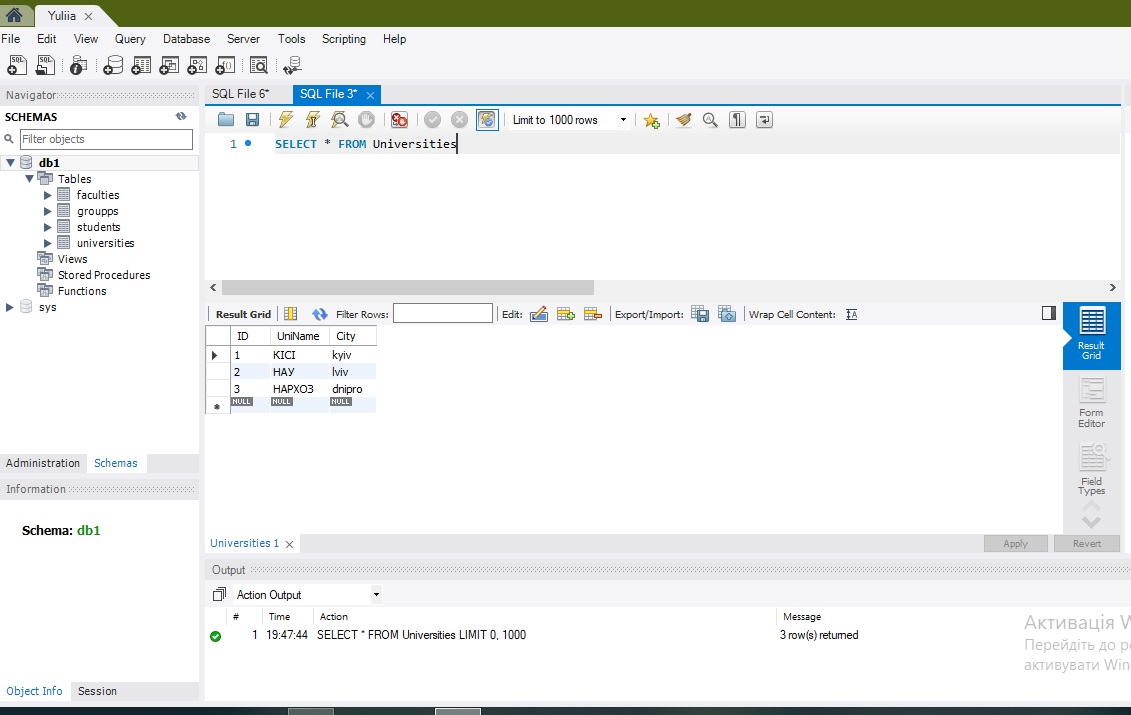 Yuliia
File Edit View Query Database Server Tools Scripting Help
Navigator
SCHEMAS
Filter objects
db1
Tables
faculties
groupps
students
universities
Views
Stored Procedures
Functions
sys
Administration Schemas
Information
Schema: db1
Object Info Session
SQL File 6* SQL File 3*
Limit to 1000 rows
1 SELECT * FROM Universities
Result Grid Filter Rows: Edit: Export/Import: Wrap Cell Content:
ID UniName City
1 КІСІ kyiv
2 НАУ lviv
3 НАРХОЗ dnipro
NULL NULL NULL
Result
Grid
Form
Editor
Field
Types
Universities 1 Apply Revert
Output
Action Output
# Time Action Message
1 19:47:44 SELECT * FROM Universities LIMIT 0, 1000 3 row(s) returned
Активація W
Перейдіть до р
активувати Win